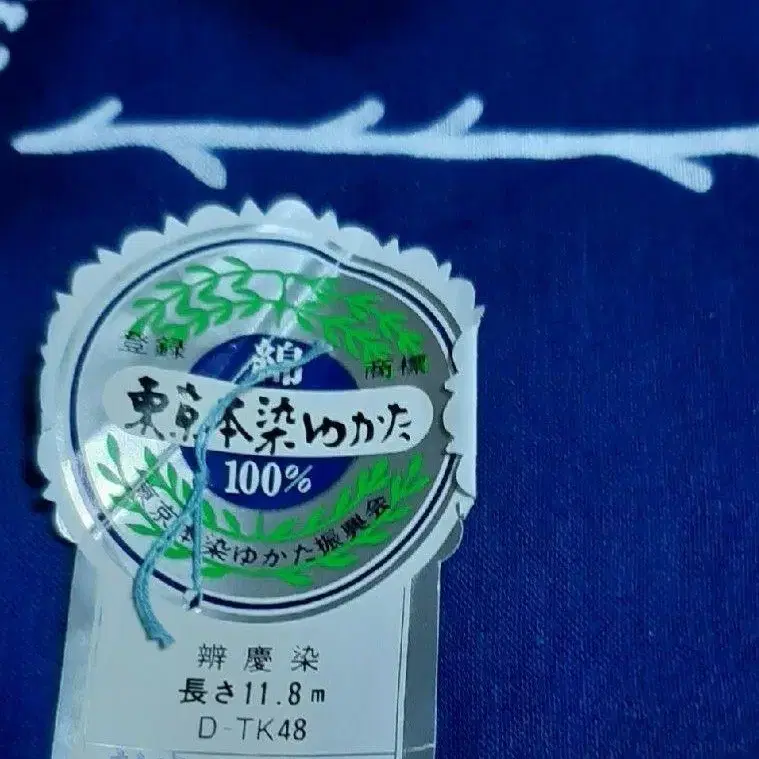 登録 商標
綿
東京本染ゆかた
100%
東京本染ゆかた振興会
辨慶染
長さ11.8m
D-TK48